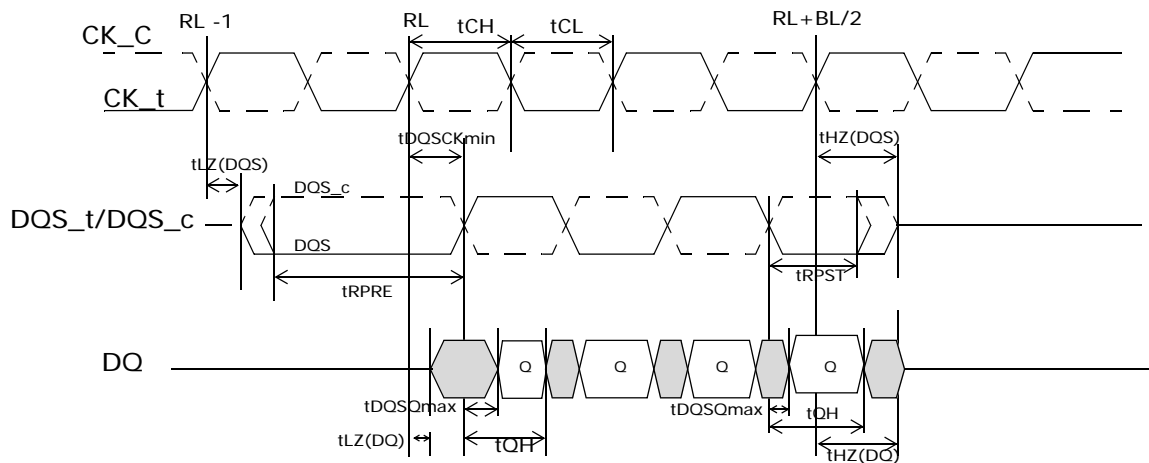 RL -1
RL
tCH
tCL
RL+BL/2
CK_C
CK_t
tDQSCKmin
tHZ(DQS)
tLZ(DQS)
DQS_c
DQS_t/DQS_c
DQS
tRPRE
tRPST
DQ
Q
Q
Q
Q
tDQSQmax
tDQSQmax
tQH
tLZ(DQ)
tQH
tHZ(DQ)